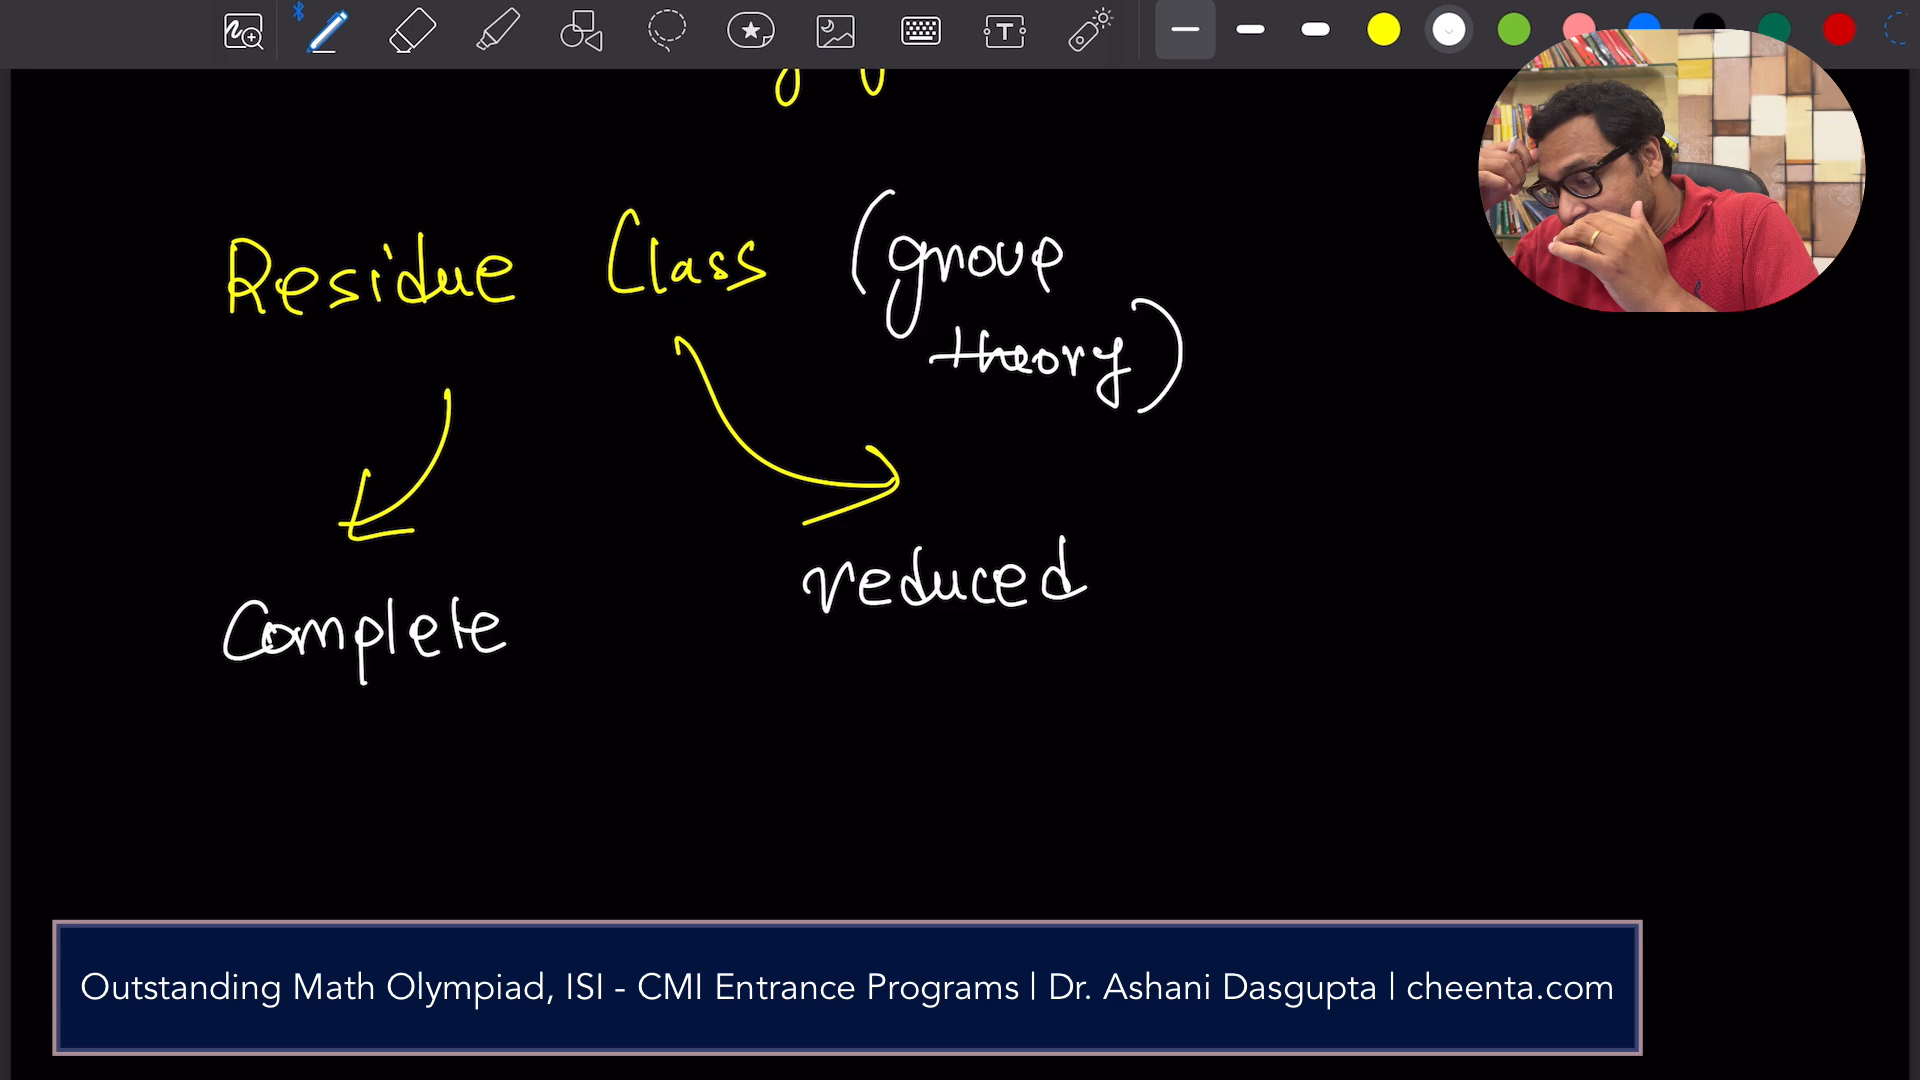 Residue Class (group
theory)
Complete
reduced
Outstanding Math Olympiad, ISI - CMI Entrance Programs | Dr. Ashani Dasgupta | cheenta.com